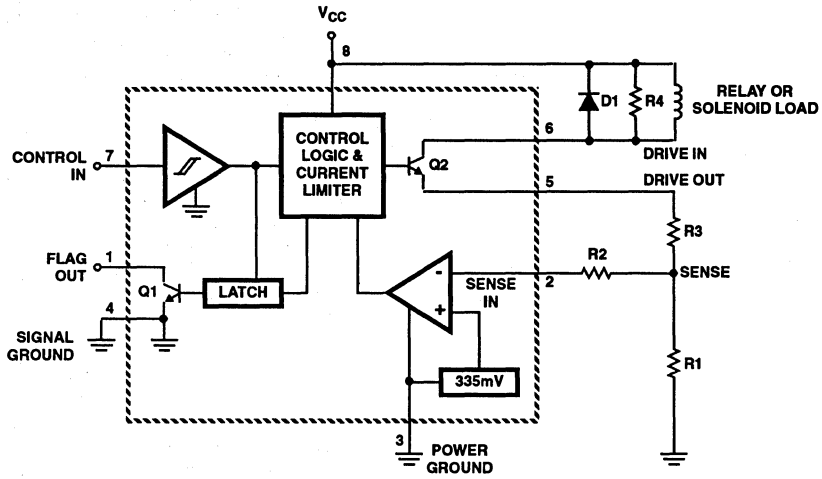 VCC
8
CONTROL
IN
7
CONTROL
LOGIC &
CURRENT
LIMITER
Q2
D1
R4
RELAY OR
SOLENOID LOAD
6
DRIVE IN
5
DRIVE OUT
R3
FLAG
OUT
1
Q1
LATCH
4
SIGNAL
GROUND
-
+
SENSE
IN
2
R2
SENSE
335mV
R1
3
POWER
GROUND